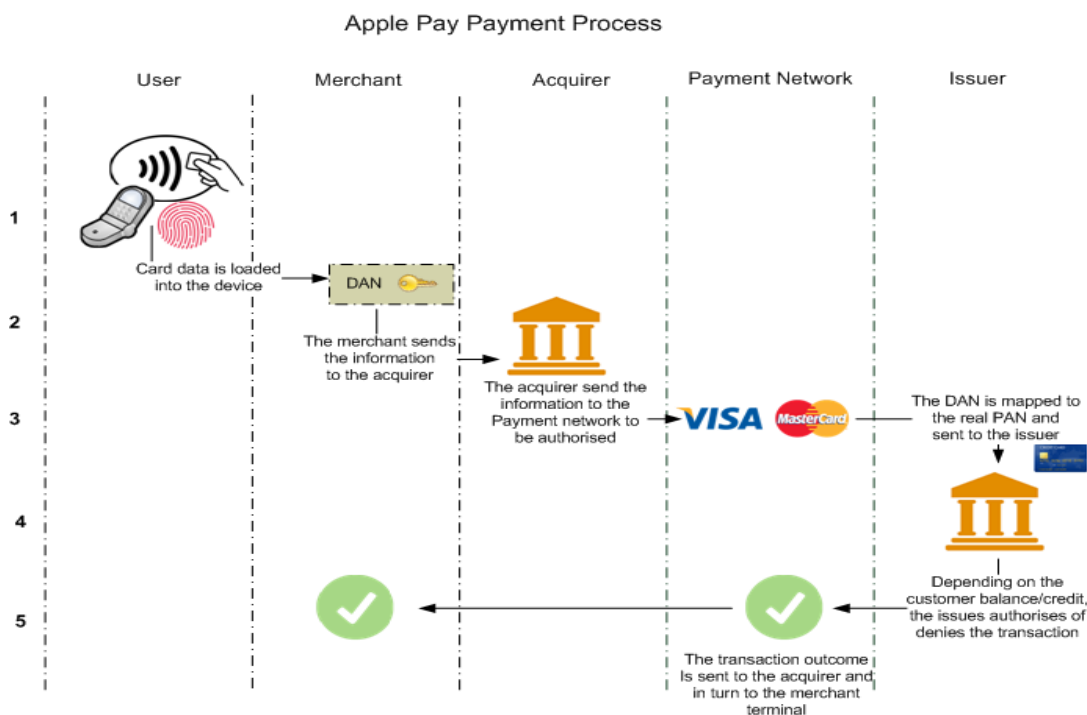 Apple Pay Payment Process
User
Merchant
Acquirer
Payment Network
Issuer
1
Card data is loaded
into the device
DAN
2
The merchant sends
the information
to the acquirer
The acquirer send the
information to the
Payment network to
be authorised
3
VISA
MasterCard
The DAN is mapped to
the real PAN and
sent to the issuer
4
Depending on the
customer balance/credit,
the issues authorises of
denies the transaction
5
The transaction outcome
Is sent to the acquirer and
in turn to the merchant
terminal